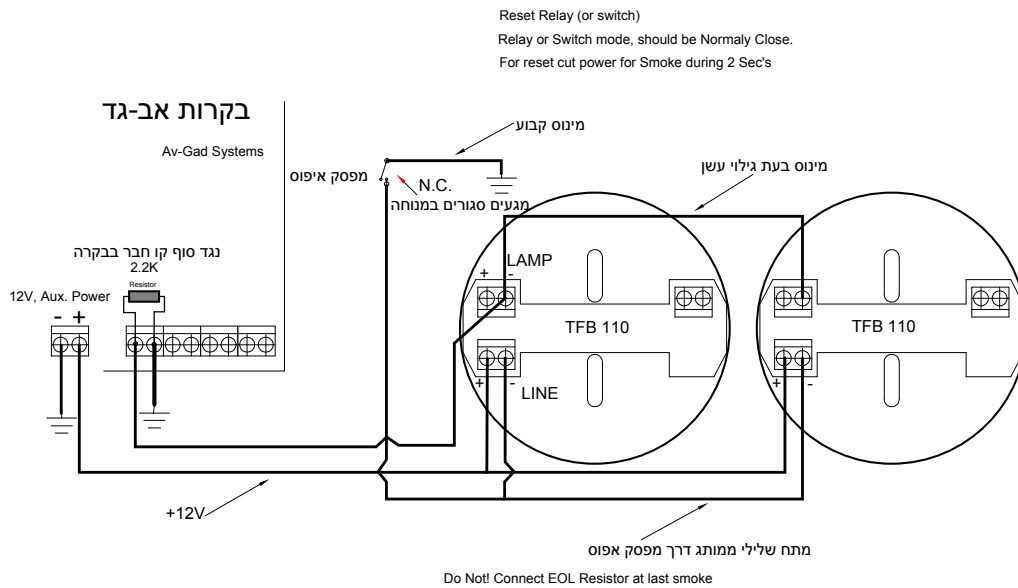 Reset Relay (or switch)
Relay or Switch mode, should be Normaly Close.
For reset cut power for Smoke during 2 Sec's
בקרות אב-גד
Av-Gad Systems
מינוס קבוע
מפסק איפוס
N.C.
מגעים סגורים במנוחה
מינוס בעת גילוי עשן
נגד סוף קו חבר בבקרה
2.2K
Resistor
12V, Aux. Power
- +
+ -
LAMP
TFB 110
+ -
LINE
+ -
TFB 110
+ -
+12V
מתח שלילי ממותג דרך מפסק אפוס
Do Not! Connect EOL Resistor at last smoke